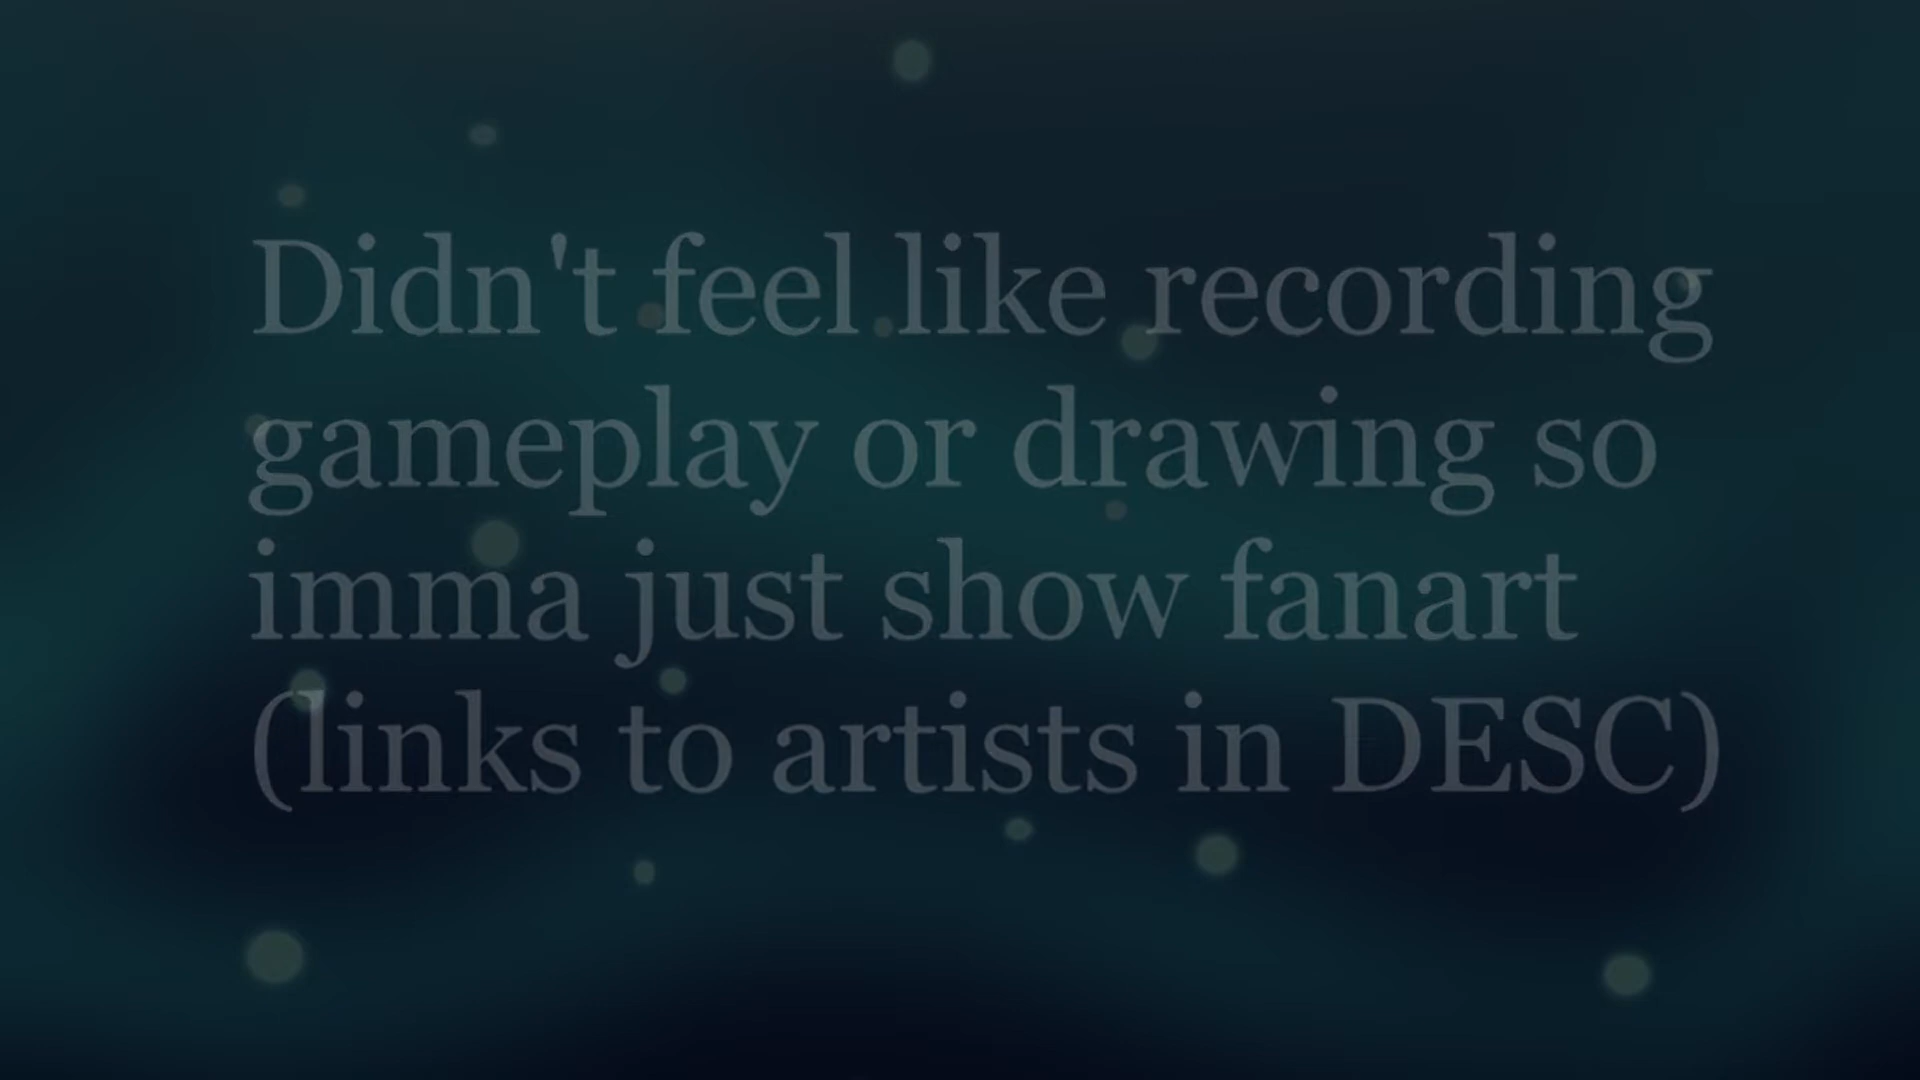 Didn't feel like recording
gameplay or drawing so
imma just show fanart
(links to artists in DESC)